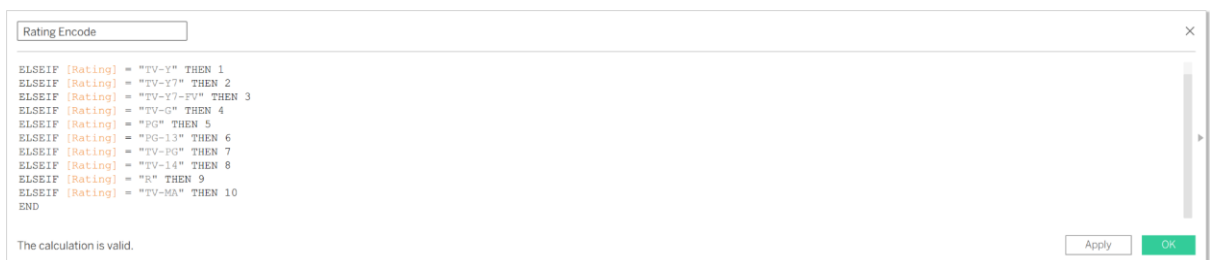 Rating Encode
ELSEIF [Rating] = "TV-Y" THEN 1
ELSEIF [Rating] = "TV-Y7" THEN 2
ELSEIF [Rating] = "TV-Y7-FV" THEN 3
ELSEIF [Rating] = "TV-G" THEN 4
ELSEIF [Rating] = "PG" THEN 5
ELSEIF [Rating] = "PG-13" THEN 6
ELSEIF [Rating] = "TV-PG" THEN 7
ELSEIF [Rating] = "TV-14" THEN 8
ELSEIF [Rating] = "R" THEN 9
ELSEIF [Rating] = "TV-MA" THEN 10
END
The calculation is valid.
Apply
OK